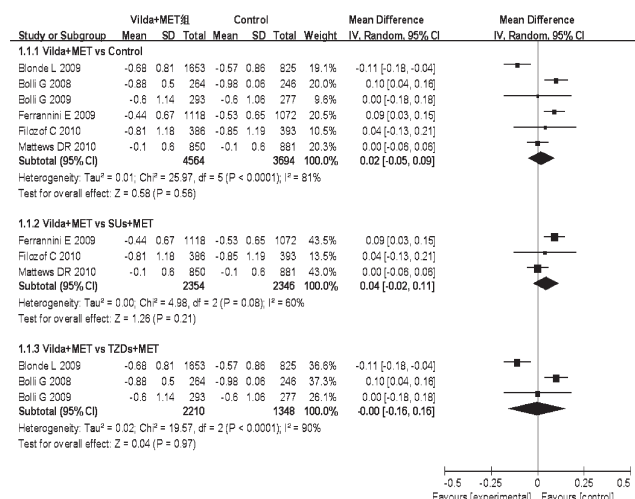 Vilda+MET组 Control Mean Difference Mean Difference
Study or Subgroup Mean SD Total Mean SD Total Weight IV, Random, 95% CI IV, Random, 95% CI
1.1.1 Vilda+MET vs Control
Blonde L 2009 -0.68 0.81 1653 -0.57 0.86 825 19.1% -0.11 [-0.18, -0.04]
Bolli G 2008 -0.88 0.5 264 -0.98 0.06 246 20.0% 0.10 [0.04, 0.16]
Bolli G 2009 -0.6 1.14 293 -0.6 1.06 277 9.6% 0.00 [-0.18, 0.18]
Ferrannini E 2009 -0.44 0.67 1118 -0.53 0.65 1072 20.2% 0.09 [0.03, 0.15]
Filozof C 2010 -0.81 1.18 386 -0.85 1.19 393 10.8% 0.04 [-0.13, 0.21]
Mattews DR 2010 -0.1 0.6 850 -0.1 0.6 881 20.3% 0.00 [-0.06, 0.06]
Subtotal (95% CI) 4564 3694 100.0% 0.02 [-0.05, 0.09]
Heterogeneity: Tau² = 0.01; Chi² = 25.97, df = 5 (P < 0.0001); I² = 81%
Test for overall effect: Z = 0.58 (P = 0.56)
1.1.2 Vilda+MET vs SUs+MET
Ferrannini E 2009 -0.44 0.67 1118 -0.53 0.65 1072 43.5% 0.09 [0.03, 0.15]
Filozof C 2010 -0.81 1.18 386 -0.85 1.19 393 12.6% 0.04 [-0.13, 0.21]
Mattews DR 2010 -0.1 0.6 850 -0.1 0.6 881 43.9% 0.00 [-0.06, 0.06]
Subtotal (95% CI) 2354 2346 100.0% 0.04 [-0.02, 0.11]
Heterogeneity: Tau² = 0.00; Chi² = 4.98, df = 2 (P = 0.08); I² = 60%
Test for overall effect: Z = 1.26 (P = 0.21)
1.1.3 Vilda+MET vs TZDs+MET
Blonde L 2009 -0.68 0.81 1653 -0.57 0.86 825 36.6% -0.11 [-0.18, -0.04]
Bolli G 2008 -0.88 0.5 264 -0.98 0.06 246 37.3% 0.10 [0.04, 0.16]
Bolli G 2009 -0.6 1.14 293 -0.6 1.06 277 26.1% 0.00 [-0.18, 0.18]
Subtotal (95% CI) 2210 1348 100.0% -0.00 [-0.16, 0.16]
Heterogeneity: Tau² = 0.02; Chi² = 19.57, df = 2 (P < 0.0001); I² = 90%
Test for overall effect: Z = 0.04 (P = 0.97)
-0.5 -0.25 0 0.25 0.5
Favours [experimental] Favours [control]